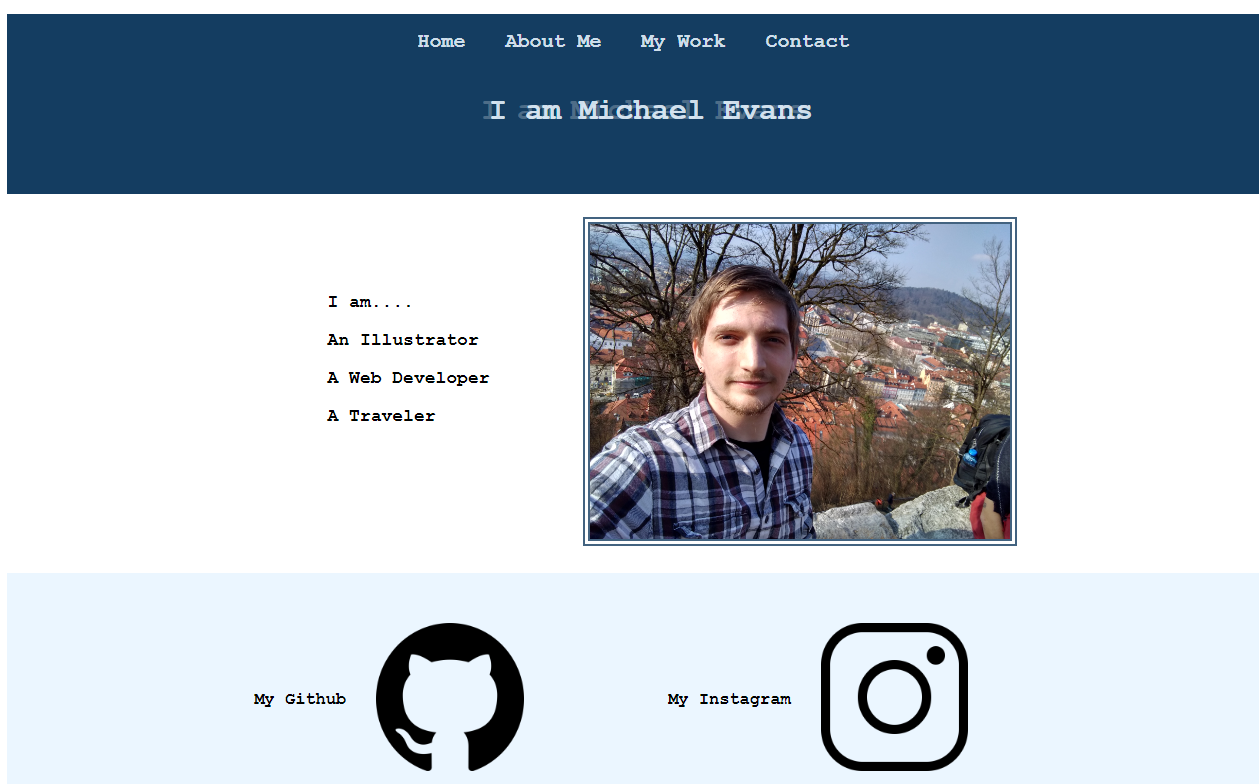 Home About Me My Work Contact
I am Michael Evans
I am....
An Illustrator
A Web Developer
A Traveler
My Github
My Instagram